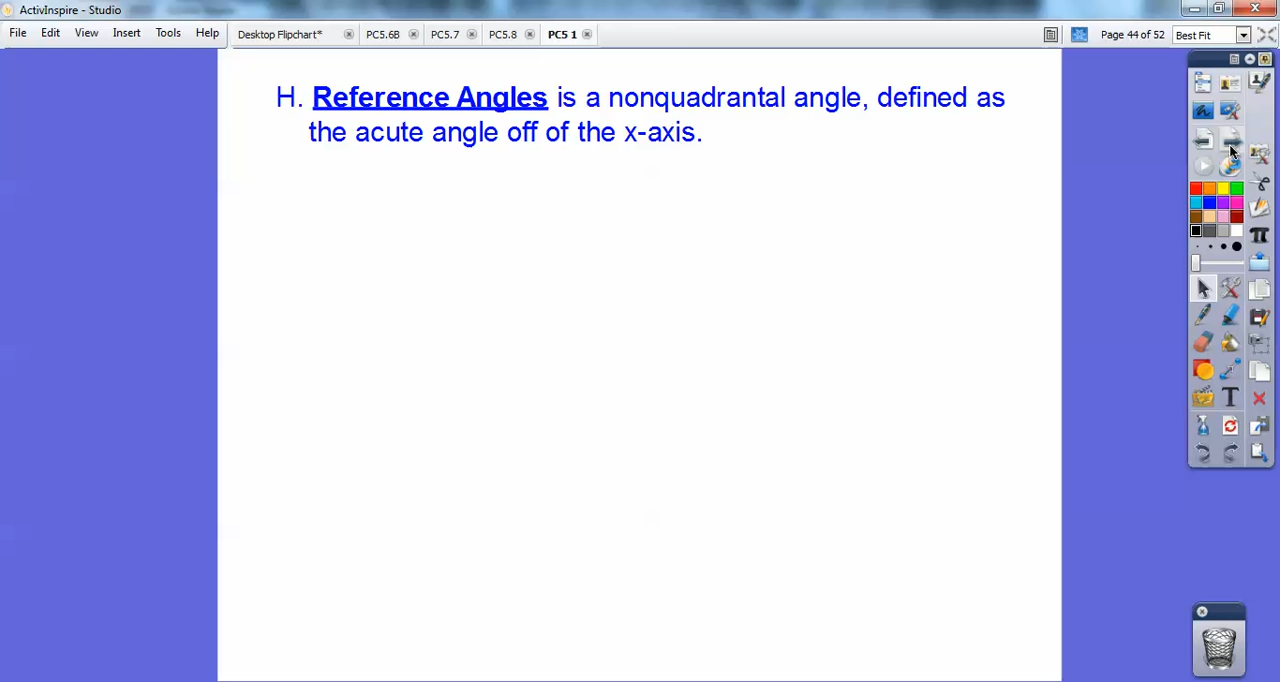 ActivInspire - Studio
File Edit View Insert Tools Help
Desktop Flipchart* PC5.6B PC5.7 PC5.8 PC5 1
Page 44 of 52 Best Fit
H. Reference Angles is a nonquadrantal angle, defined as
the acute angle off of the x-axis.